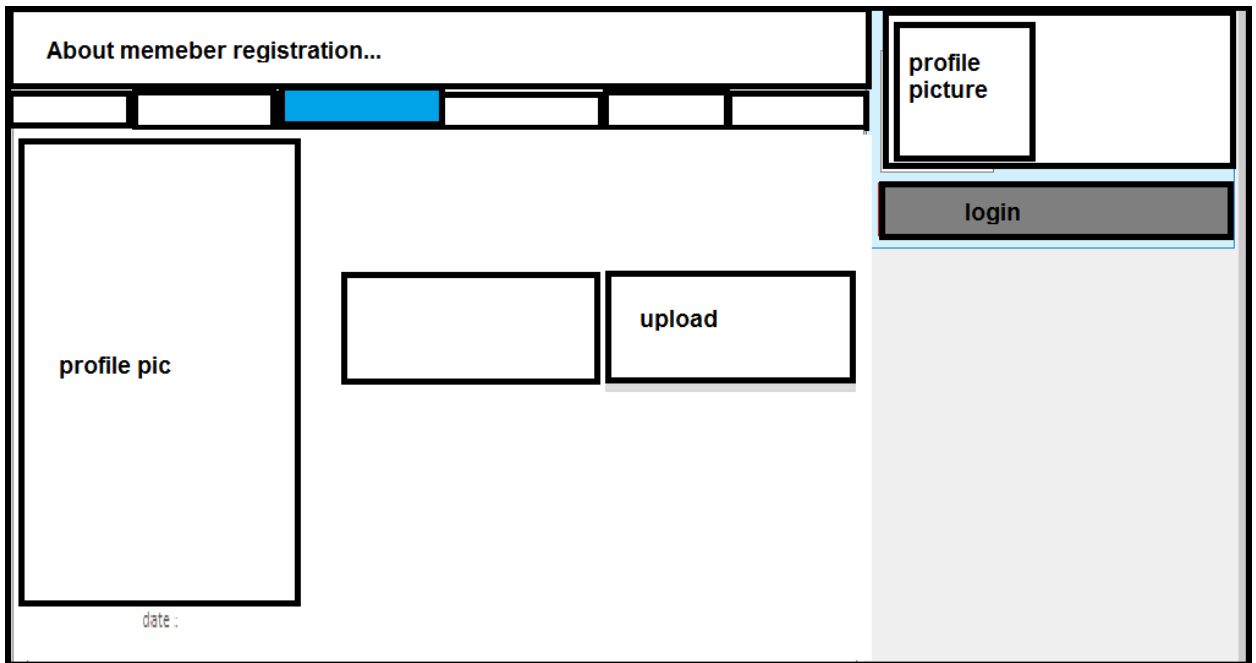 About memeber registration...
profile
picture
login
upload
profile pic
date :